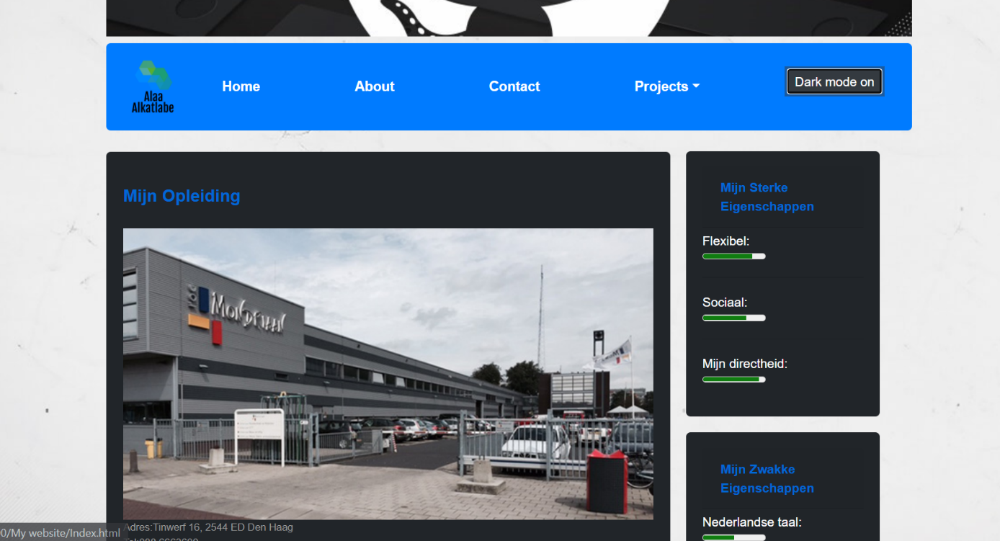 Alaa
Alkatlabe
Home
About
Contact
Projects
Dark mode on
Mijn Opleiding
ROC
MONDRIAAN
Adres:Tinwerf 16, 2544 ED Den Haag
Mijn Sterke
Eigenschappen
Flexibel:
Sociaal:
Mijn directheid:
Mijn Zwakke
Eigenschappen
Nederlandse taal:
0/My website/Index.html